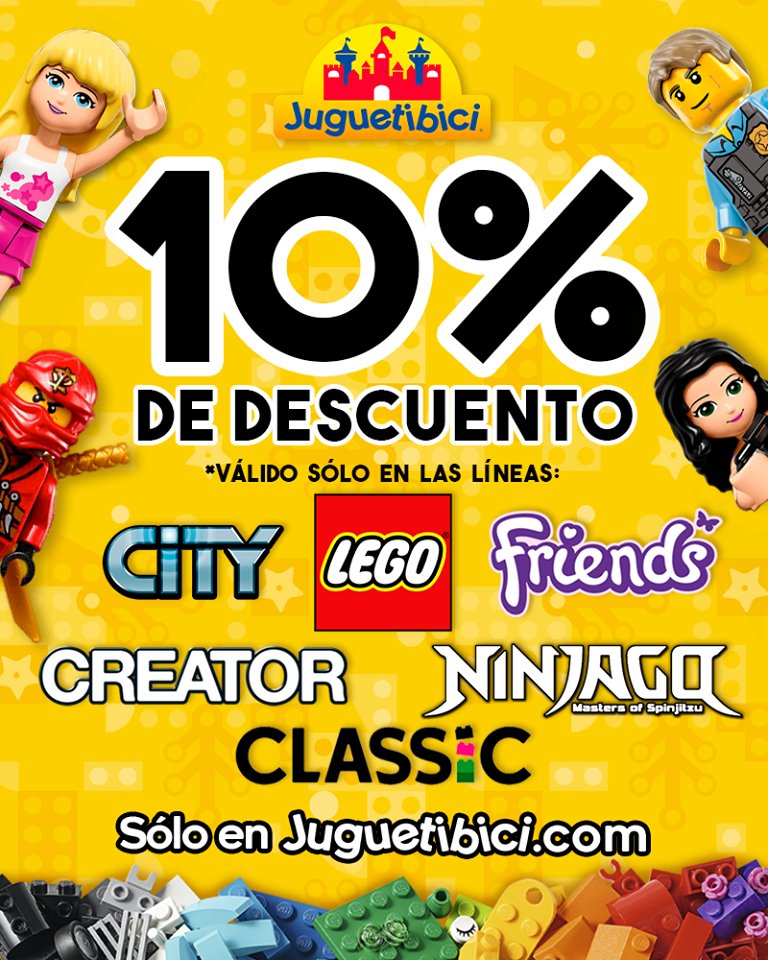 Juguetibici
10%
DE DESCUENTO
*VÁLIDO SÓLO EN LAS LÍNEAS:
CITY LEGO friends
CREATOR NINJAGO
Masters of Spinjitzu
CLASSIC
Sólo en Juguetibici.com